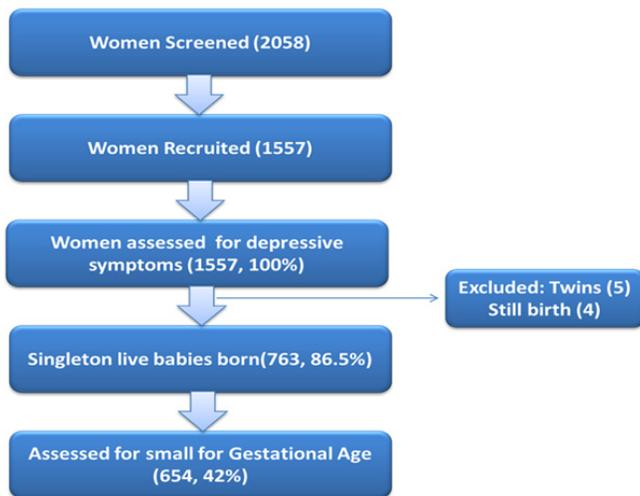 Women Screened (2058)
Women Recruited (1557)
Women assessed for depressive
symptoms (1557, 100%)
Excluded: Twins (5)
Still birth (4)
Singleton live babies born(763, 86.5%)
Assessed for small for Gestational Age
(654, 42%)